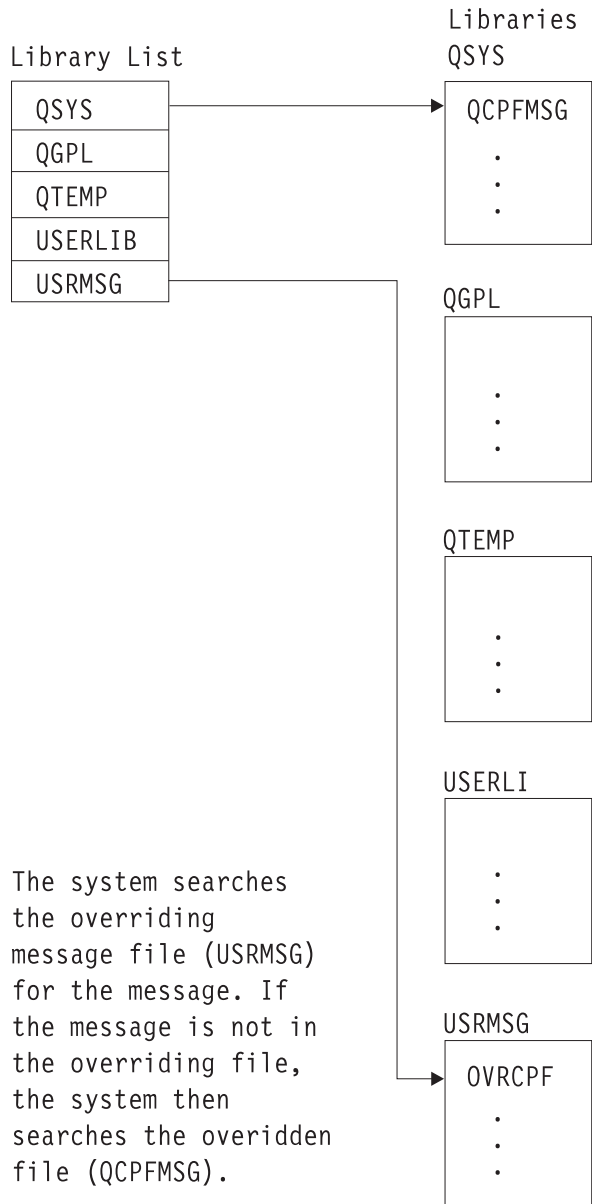 Library List
QSYS
QGPL
QTEMP
USERLIB
USRMSG
Libraries
QSYS
QCPFMSG
.
.
.
QGPL
.
.
.
QTEMP
.
.
.
USERLI
.
.
.
USRMSG
OVRCPF
.
.
.
The system searches
the overriding
message file (USRMSG)
for the message. If
the message is not in
the overriding file,
the system then
searches the overidden
file (QCPFMSG).